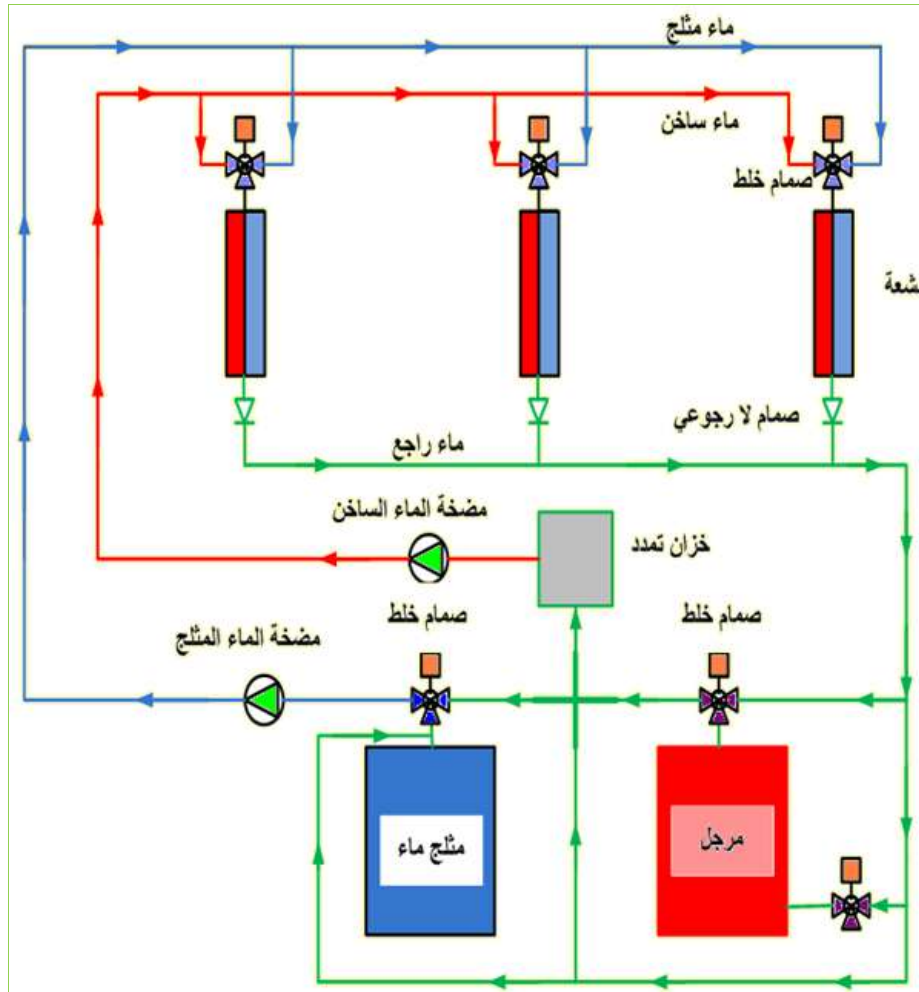 ماء مثلج
ماء ساخن
صمام خلط
شعة
صمام لا رجوعي
ماء راجع
مضخة الماء الساخن
خزان تمدد
صمام خلط
صمام خلط
مضخة الماء المثلج
مثلج ماء
مرجل